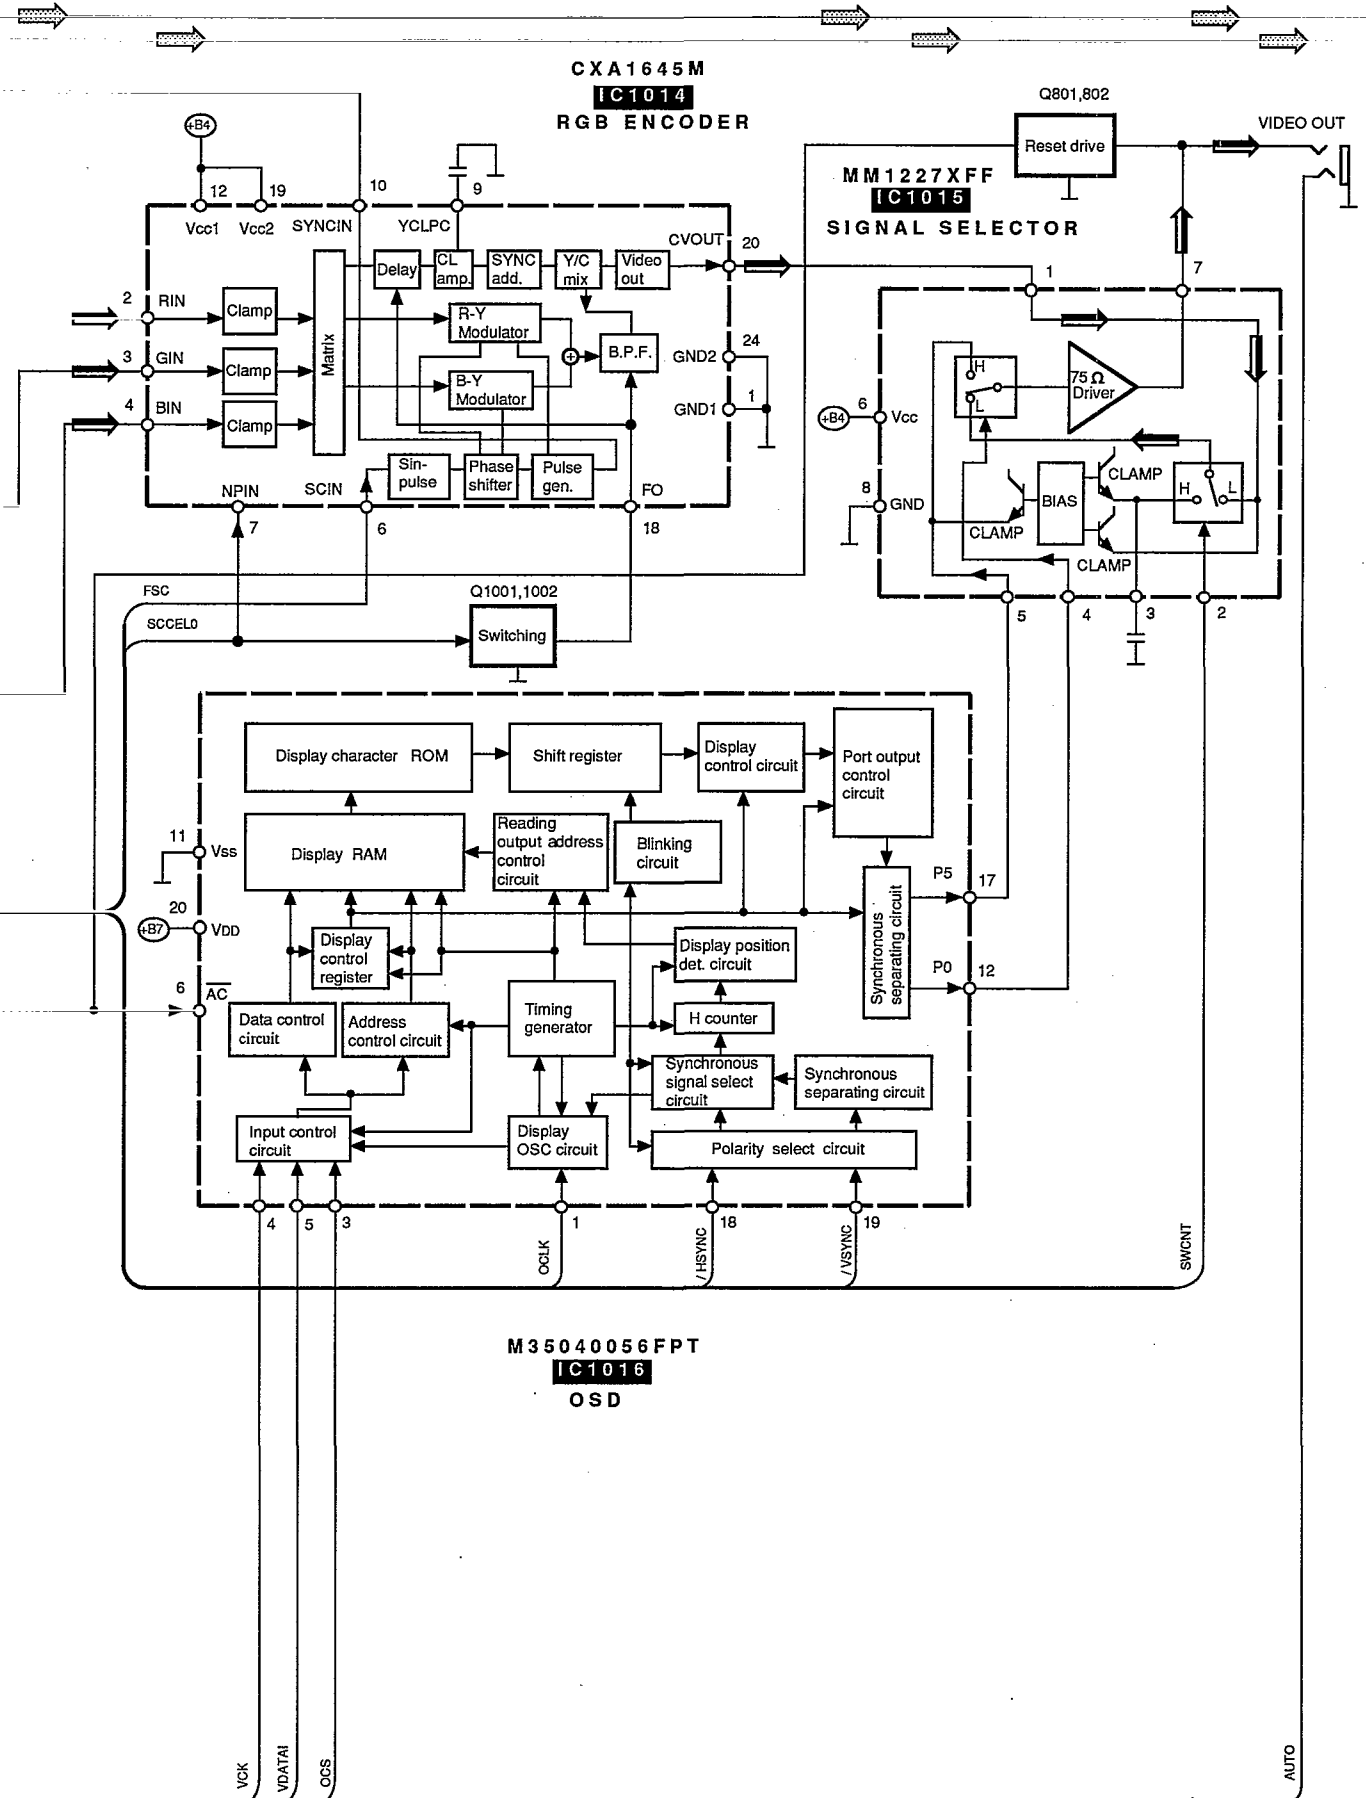 CXA1645M
IC1014
RGB ENCODER
Q801,802
Reset drive
VIDEO OUT
MM1227XFF
IC1015
SIGNAL SELECTOR
+B4
12
19
10
9
Vcc1
Vcc2
SYNCIN
YCLPC
CVOUT
20
Delay
CL
amp.
SYNC
add.
Y/C
mix
Video
out
2
RIN
Clamp
3
GIN
Clamp
4
BIN
Clamp
Matrix
R-Y
Modulator
B-Y
Modulator
+
B.P.F.
GND2
24
GND1
1
Sin-
pulse
Phase
shifter
Pulse
gen.
NPIN
SCIN
FO
7
6
18
1
7
H
L
75 Ω
Driver
+B4
6
Vcc
8
GND
CLAMP
BIAS
CLAMP
CLAMP
H
L
5
4
3
2
FSC
SCCEL0
Q1001,1002
Switching
Display character ROM
Shift register
Display
control circuit
Port output
control
circuit
11
Vss
Display RAM
Reading
output address
control
circuit
Blinking
circuit
20
+B7
VDD
Display
control
register
Display position
det. circuit
Synchronous
separating circuit
P5
17
P0
12
6
AC
Data control
circuit
Address
control circuit
Timing
generator
H counter
Synchronous
signal select
circuit
Synchronous
separating circuit
Input control
circuit
Display
OSC circuit
Polarity select circuit
4
5
3
1
18
19
OCLK
/ HSYNC
/ VSYNC
SWCNT
M35040056FPT
IC1016
OSD
VCK
VDATAI
OCS
AUTO